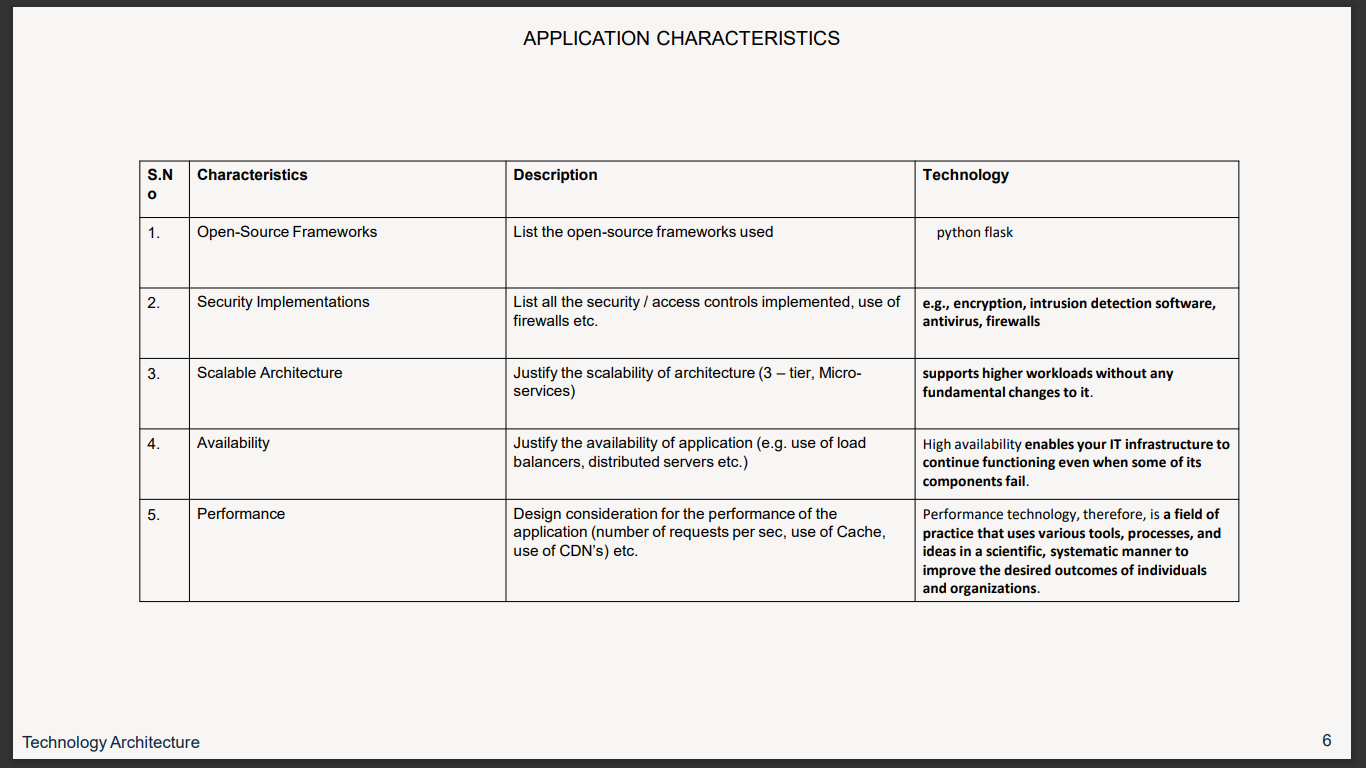 APPLICATION CHARACTERISTICS
S.N
o
Characteristics
Description
Technology
1.
Open-Source Frameworks
List the open-source frameworks used
python flask
2.
Security Implementations
List all the security / access controls implemented, use of
firewalls etc.
e.g., encryption, intrusion detection software,
antivirus, firewalls
3.
Scalable Architecture
Justify the scalability of architecture (3 – tier, Micro-
services)
supports higher workloads without any
fundamental changes to it.
4.
Availability
Justify the availability of application (e.g. use of load
balancers, distributed servers etc.)
High availability enables your IT infrastructure to
continue functioning even when some of its
components fail.
5.
Performance
Design consideration for the performance of the
application (number of requests per sec, use of Cache,
use of CDN’s) etc.
Performance technology, therefore, is a field of
practice that uses various tools, processes, and
ideas in a scientific, systematic manner to
improve the desired outcomes of individuals
and organizations.
Technology Architecture
6